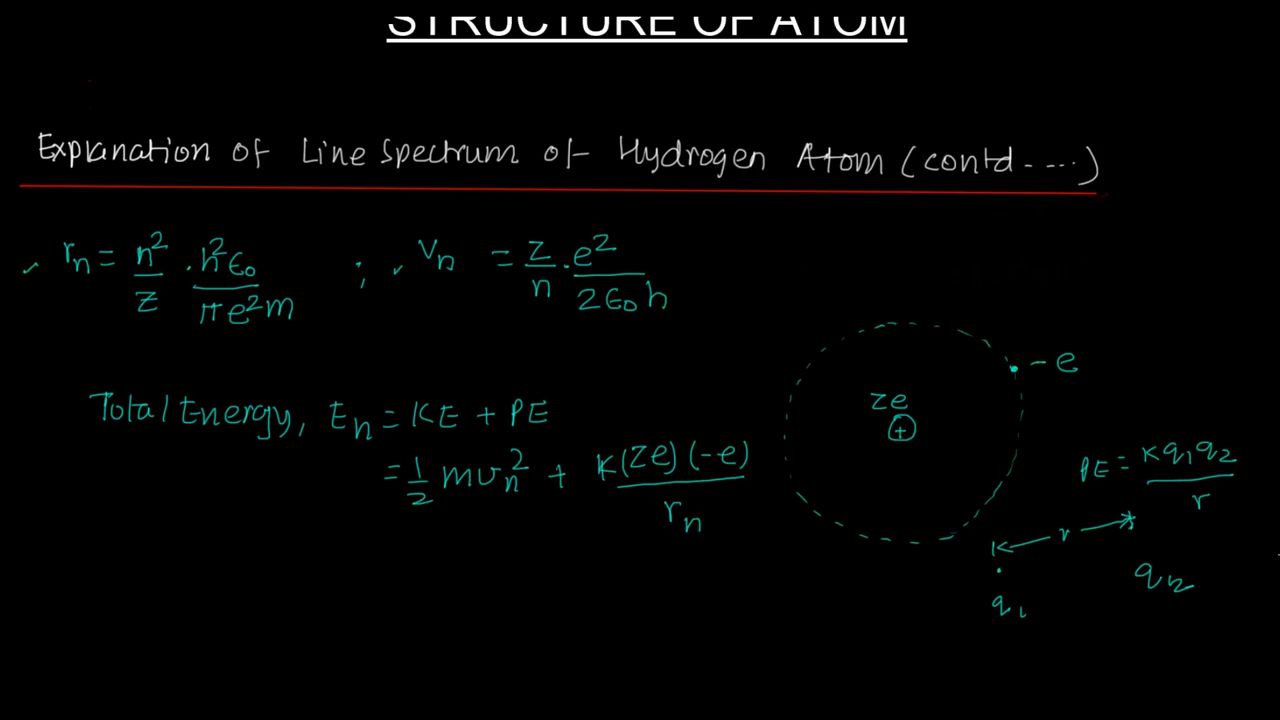 STRUCTURE OF ATOM
Explanation of Line Spectrum of Hydrogen Atom (contd - ....)
rₙ = n²/z . h²ϵ₀/πe²m ; Vₙ = z/n . e²/2ϵ₀h
-e
ze
+
Total Energy, Eₙ = KE + PE
= 1/2 mvₙ² + K(ze)(-e)/rₙ
PE = Kq₁q₂/r
r
q₁ q₂